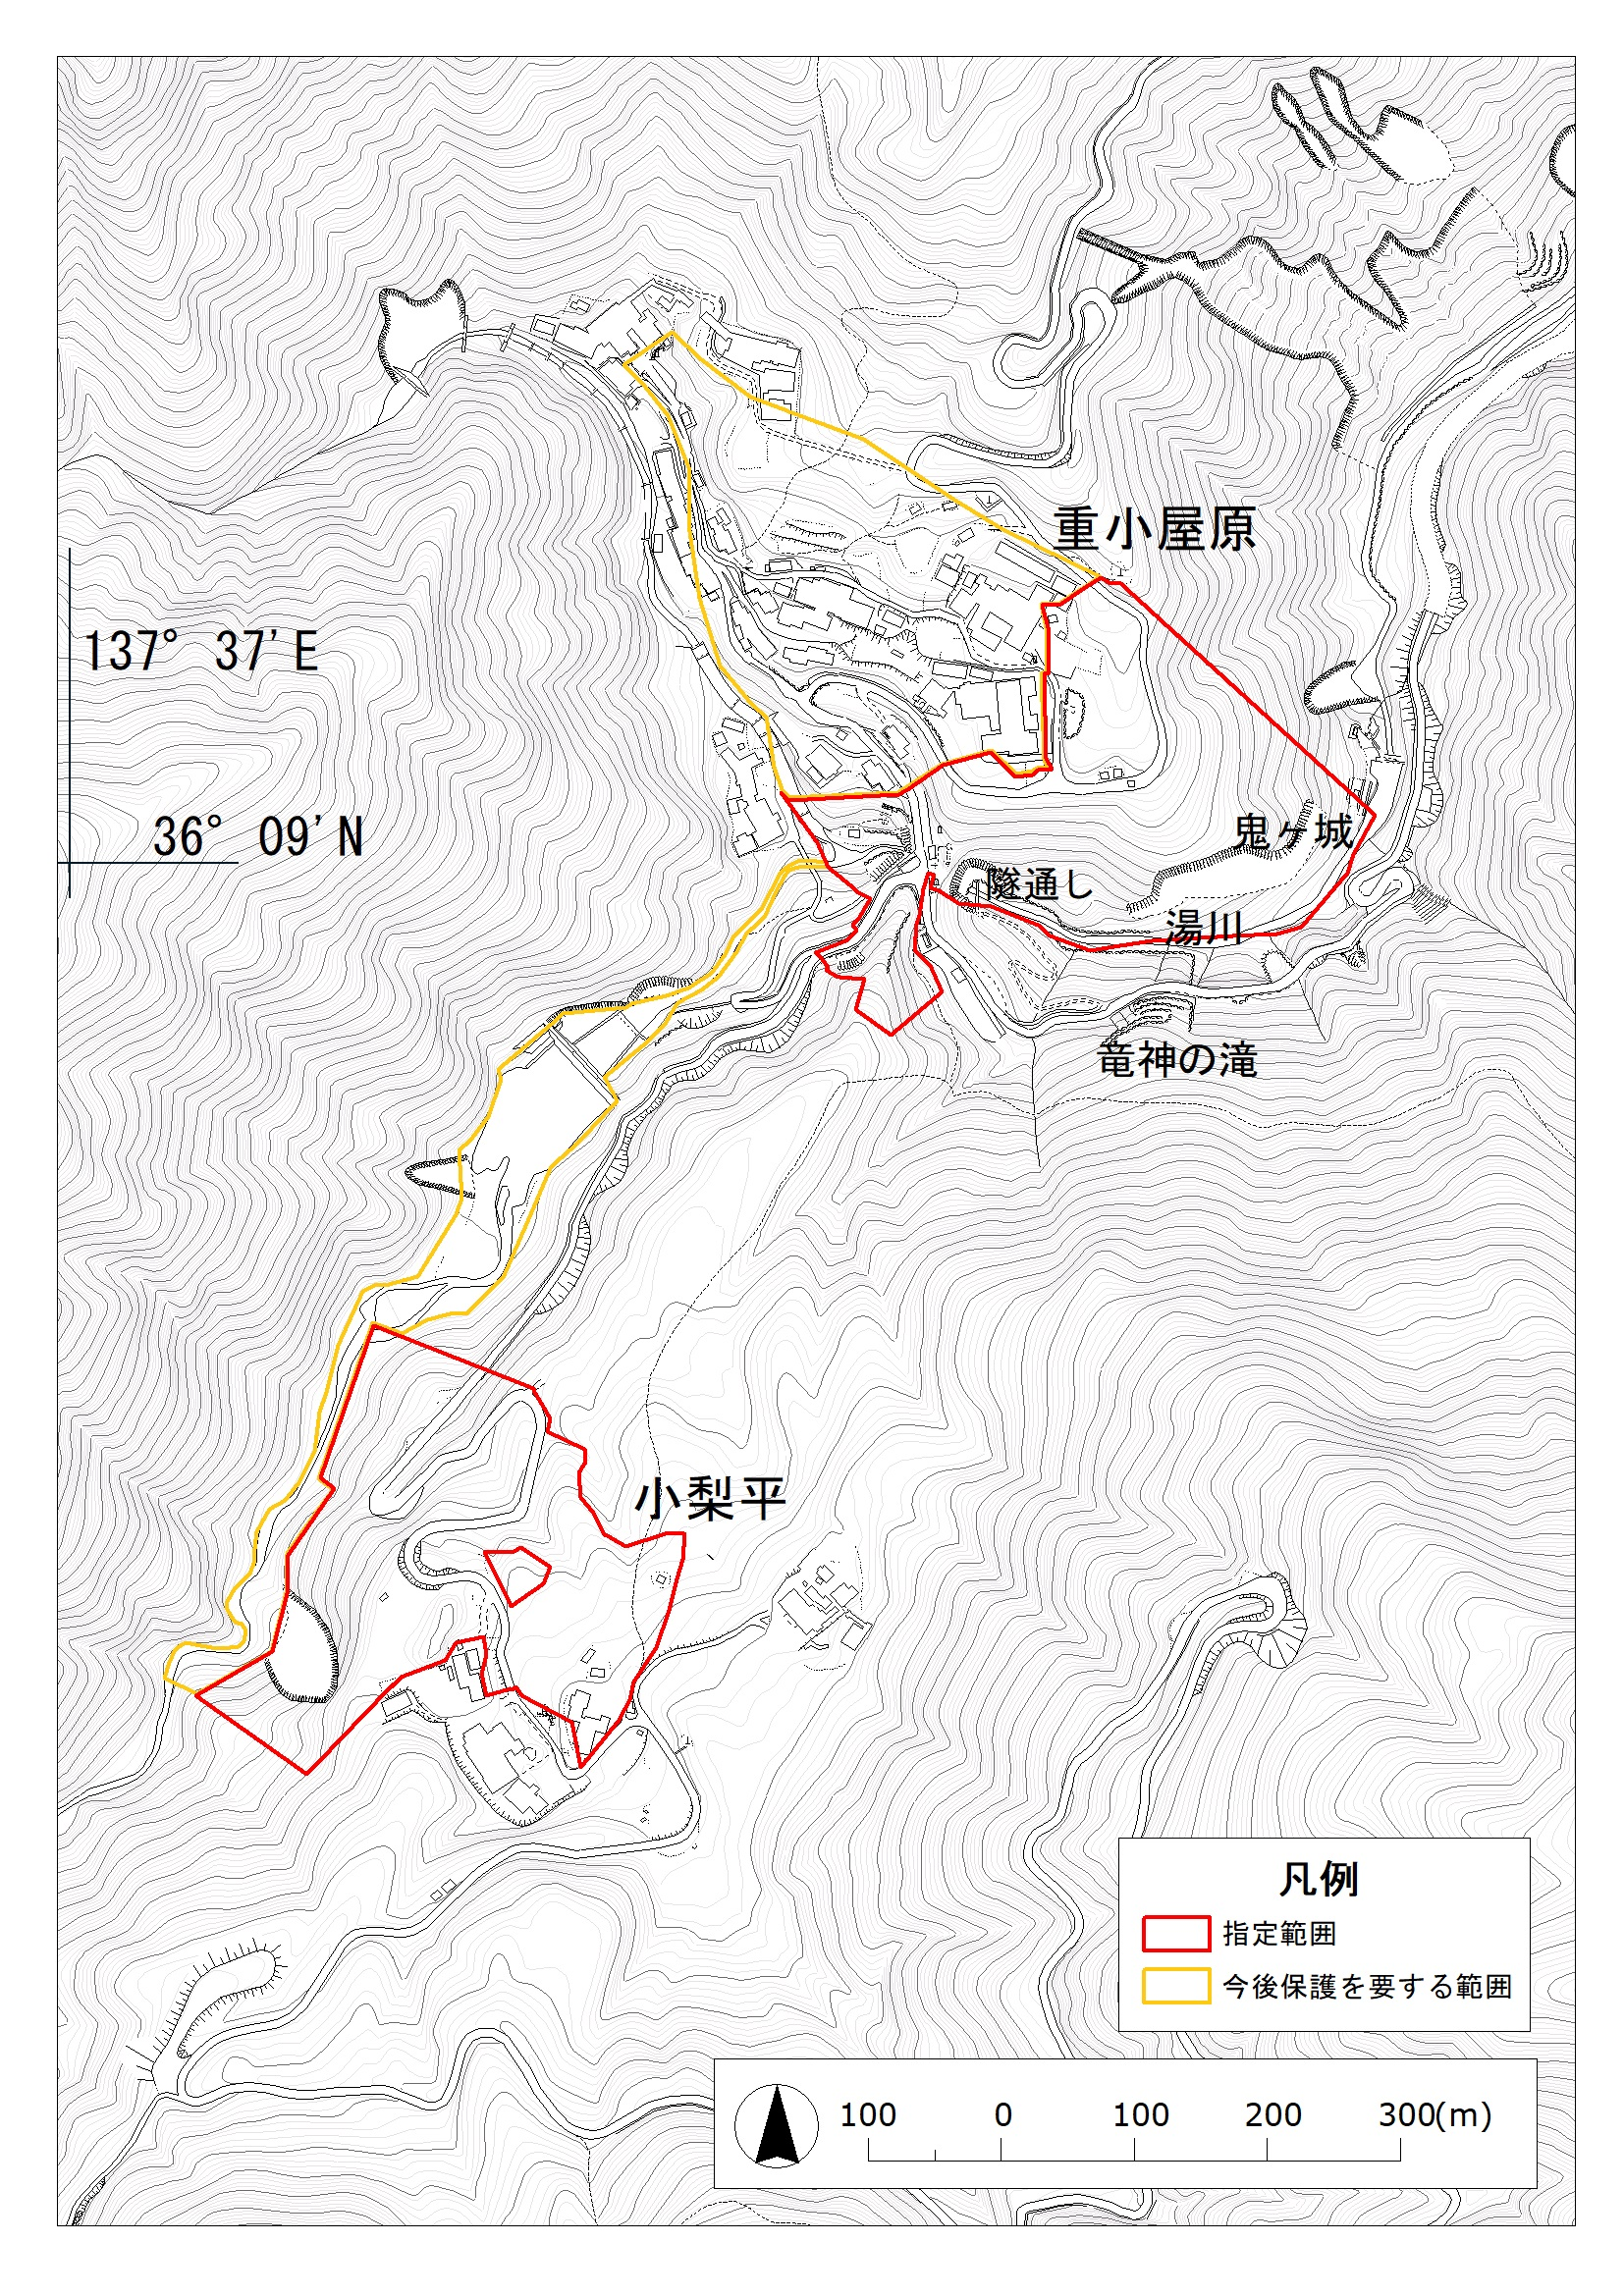 重小屋原
137° 37'E
36° 09'N
鬼ヶ城
隧通し
湯川
竜神の滝
小梨平
凡例
指定範囲
今後保護を要する範囲
100 0 100 200 300(m)